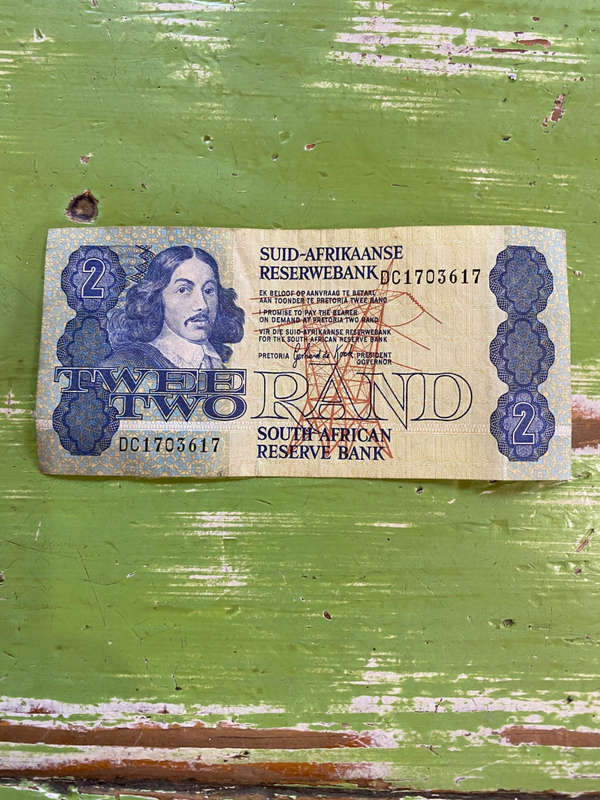 2
SUID-AFRIKAANSE
RESERWEBANK
DC1703617
EK BELOOF OP AANVRAAG TE BETAAL
AAN TOONDER TE PRETORIA TWEE RAND
I PROMISE TO PAY THE BEARER
ON DEMAND AT PRETORIA TWO RAND
VIR DIE SUID-AFRIKAANSE RESERWEBANK
FOR THE SOUTH AFRICAN RESERVE BANK
PRETORIA
PRESIDENT
GOVERNOR
TWEE
TWO
RAND
DC1703617
SOUTH AFRICAN
RESERVE BANK
2